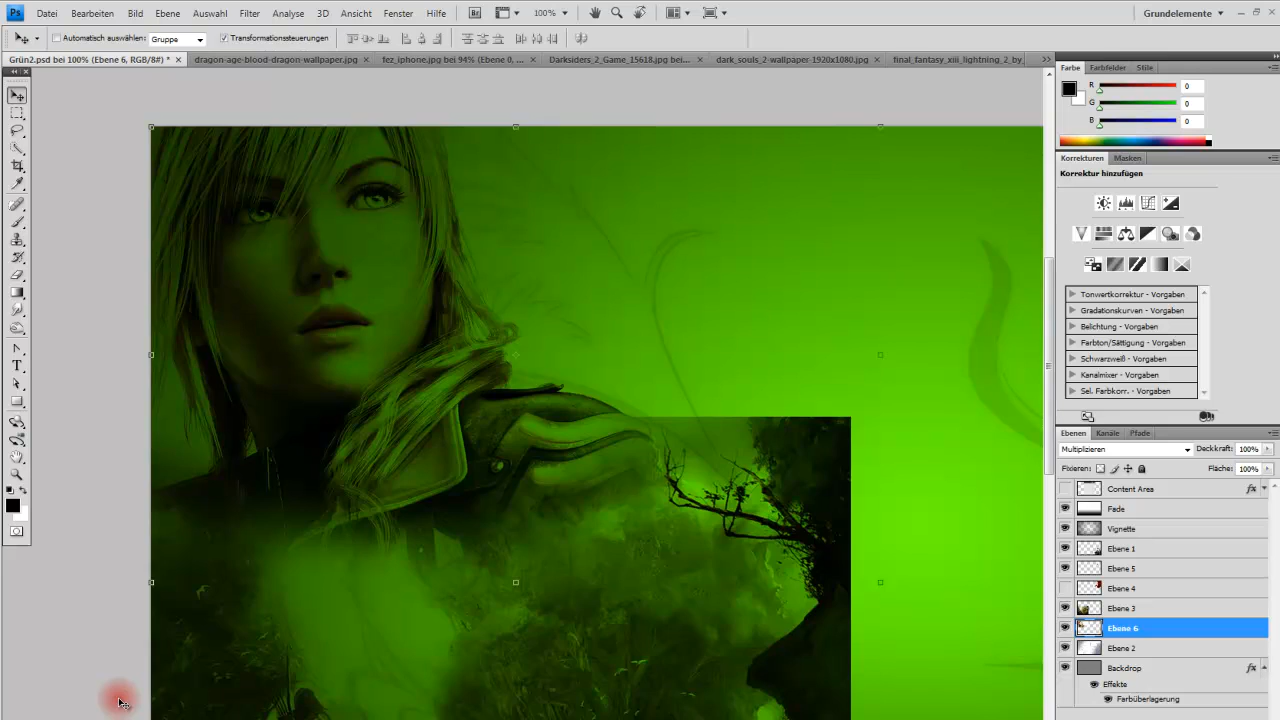 Ps Datei Bearbeiten Bild Ebene Auswahl Filter Analyse 3D Ansicht Fenster Hilfe Br 100% Grundelemente
Automatisch auswählen: Gruppe Transformationssteuerungen
Grün2.psd bei 100% (Ebene 6, RGB/8#) * dragon-age-blood-dragon-wallpaper.jpg fez_iphone.jpg bei 94% (Ebene 0, ... Darksiders_2_Game_15618.jpg bei... dark_souls_2-wallpaper-1920x1080.jpg final_fantasy_xiii_lightning_2_by_
Farbe Farbfelder Stile
R 0
G 0
B 0
Korrekturen Masken
Korrektur hinzufügen
Tonwertkorrektur - Vorgaben
Gradationskurven - Vorgaben
Belichtung - Vorgaben
Farbton/Sättigung - Vorgaben
Schwarzweiß - Vorgaben
Kanalmixer - Vorgaben
Sel. Farbkorr. - Vorgaben
Ebenen Kanäle Pfade
Multiplizieren Deckkraft: 100%
Fixieren: Fläche: 100%
Content Area fx
Fade
Vignette
Ebene 1
Ebene 5
Ebene 4
Ebene 3
Ebene 6
Ebene 2
Backdrop fx
Effekte
Farbüberlagerung